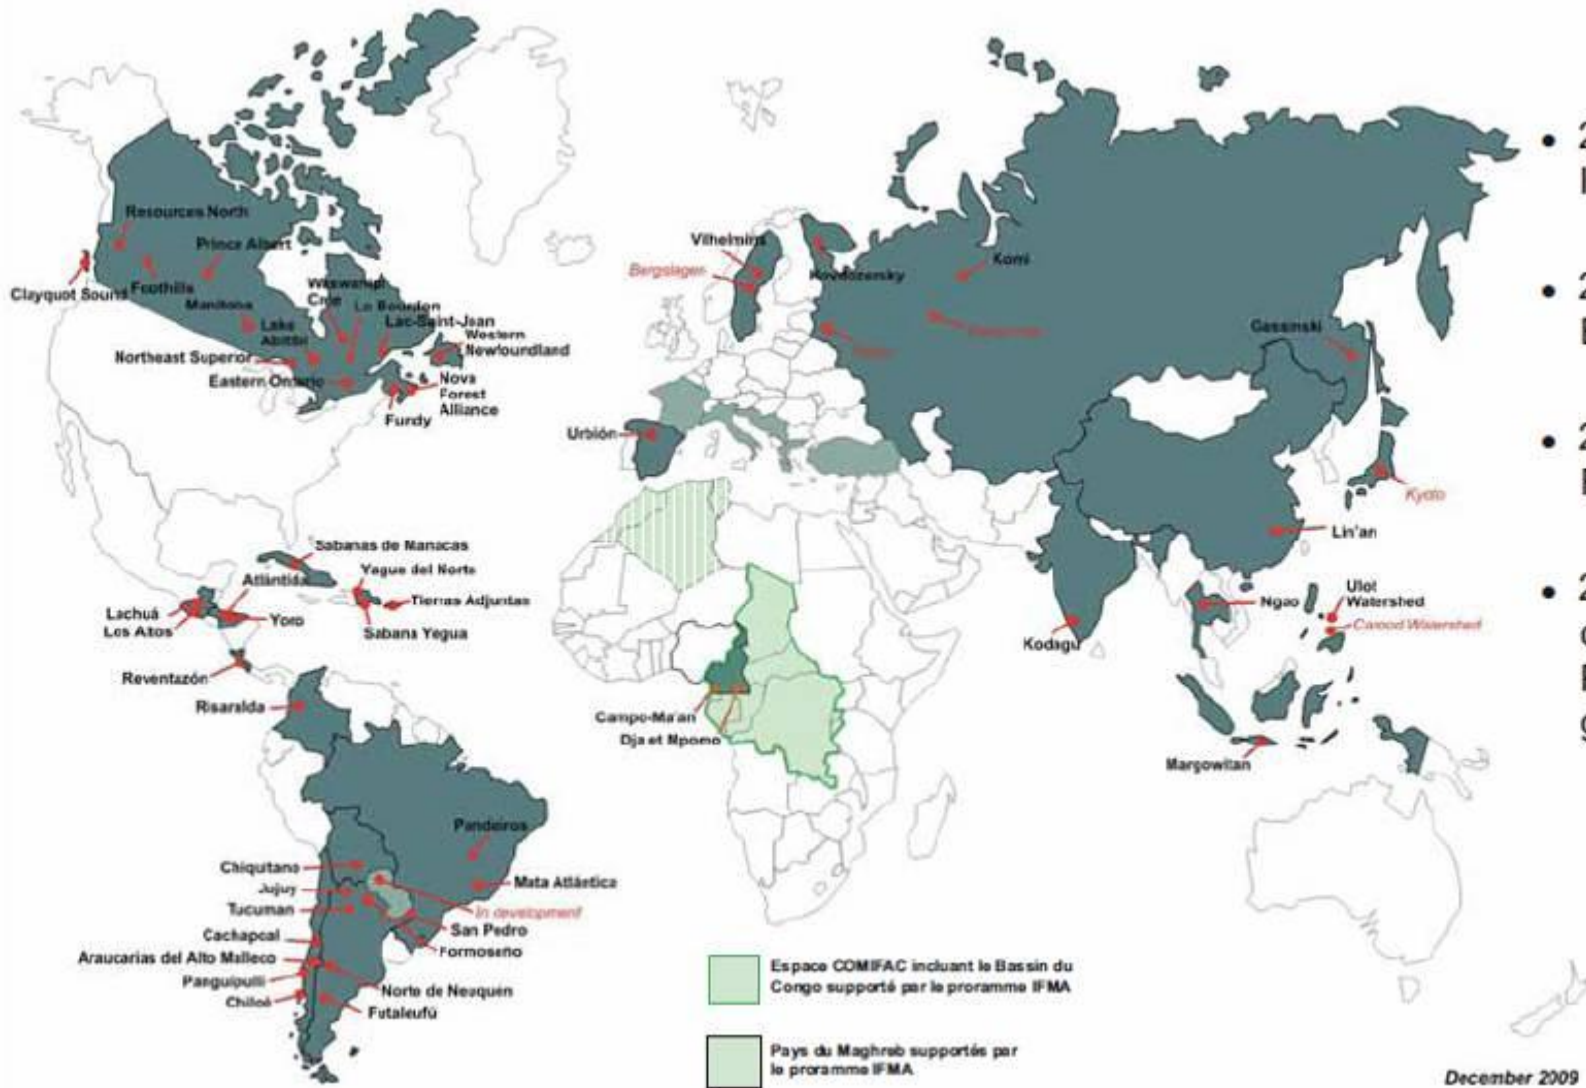 Resources North
Prince Albert
Clayquot Sound
Foothills
Manitoba
Waswanipi
Cree
Le Bourdon
Lac-Saint-Jean
Lake
Abitibi
Western
Newfoundland
Northeast Superior
Eastern Ontario
Nova
Forest
Alliance
Fundy
Vilhelmina
Bergslagen
Kovdozersky
Komi
Gassinski
Urbión
Kyoto
Lin'an
Sabanas de Manacas
Atlántida
Yaque del Norte
Tierras Adjuntas
Lachuá
Los Altos
Yoro
Sabana Yegua
Reventazón
Risaralda
Ngao
Ulot
Watershed
Carood Watershed
Kodagu
Campo-Ma'an
Dja et Mpomo
Margowitan
Pandeiros
Chiquitano
Mata Atlântica
Jujuy
Tucuman
In development
San Pedro
Cachapoal
Formoseño
Araucarias del Alto Malleco
Panguipulli
Norte de Neuquén
Chiloé
Futaleufú
Espace COMIFAC incluant le Bassin du
Congo supporté par le proramme IFMA
Pays du Maghreb supportés par
le proramme IFMA
December 2009